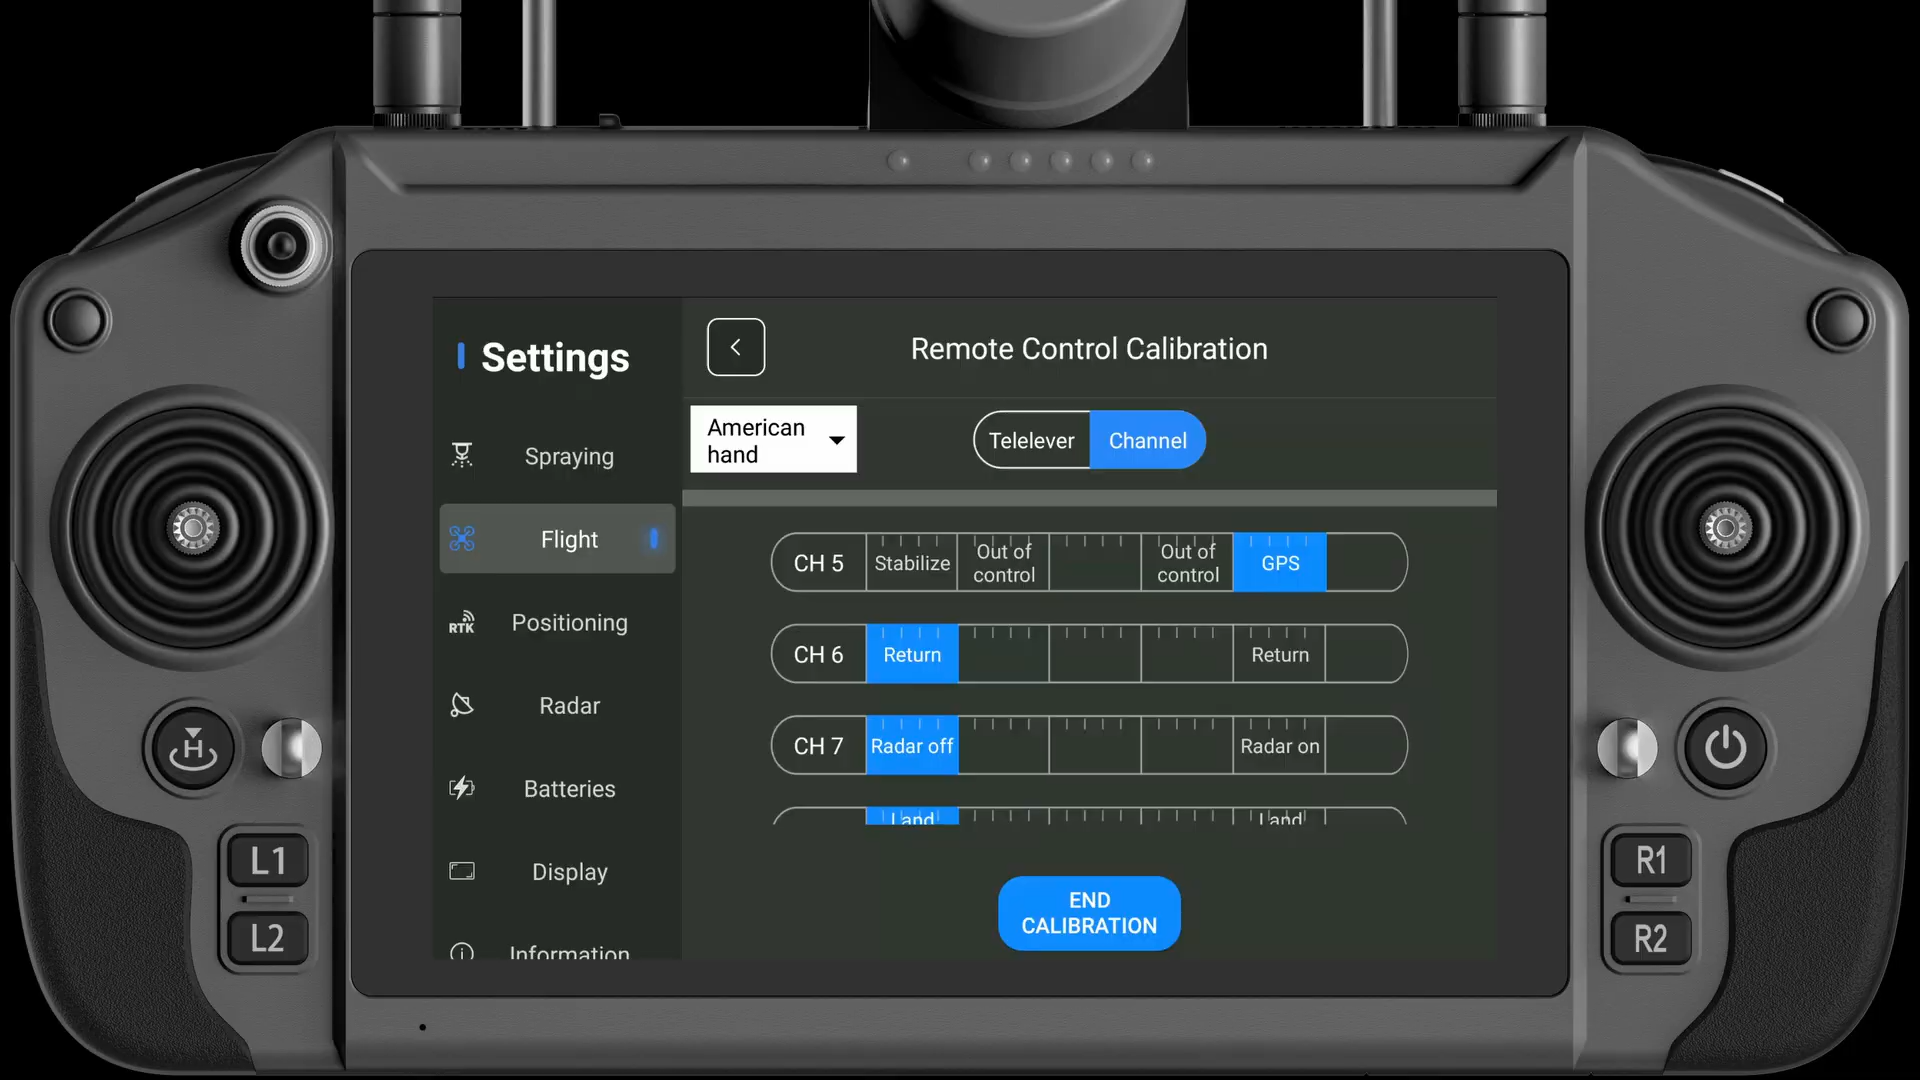 Settings
Remote Control Calibration
American
hand
Telelever
Channel
Spraying
Flight
Positioning
Radar
Batteries
Display
Information
CH 5
Stabilize
Out of
control
Out of
control
GPS
CH 6
Return
Return
CH 7
Radar off
Radar on
Land
Land
END
CALIBRATION
RTK
H
L1
L2
R1
R2